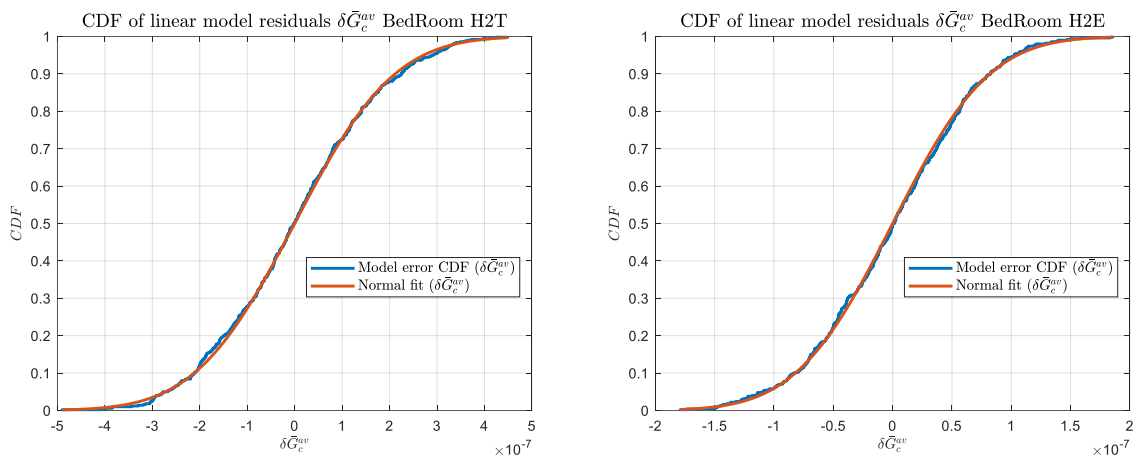 CDF of linear model residuals δḠ_c^{av} BedRoom H2T
1
0.9
0.8
0.7
0.6
0.5
0.4
0.3
0.2
0.1
0
CDF
Model error CDF (δḠ_c^{av})
Normal fit (δḠ_c^{av})
-5 -4 -3 -2 -1 0 1 2 3 4 5
δḠ_c^{av}
×10^{-7}
CDF of linear model residuals δḠ_c^{av} BedRoom H2E
1
0.9
0.8
0.7
0.6
0.5
0.4
0.3
0.2
0.1
0
CDF
Model error CDF (δḠ_c^{av})
Normal fit (δḠ_c^{av})
-2 -1.5 -1 -0.5 0 0.5 1 1.5 2
δḠ_c^{av}
×10^{-7}